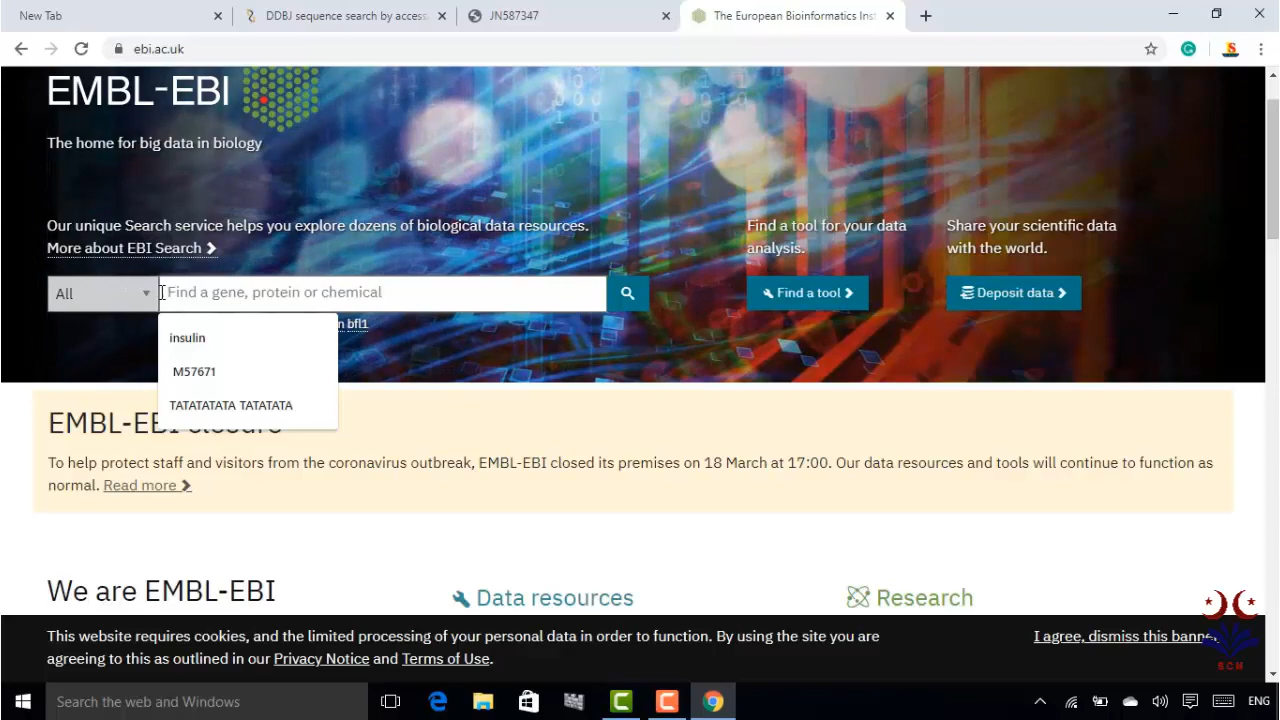 New Tab
DDBJ sequence search by access
JN587347
The European Bioinformatics Inst
ebi.ac.uk
EMBL-EBI
The home for big data in biology
Our unique Search service helps you explore dozens of biological data resources.
More about EBI Search
Find a tool for your data
analysis.
Share your scientific data
with the world.
All
Find a gene, protein or chemical
Find a tool
Deposit data
n bfl1
insulin
M57671
TATATATATA TATATATA
EMBL-EBI closure
To help protect staff and visitors from the coronavirus outbreak, EMBL-EBI closed its premises on 18 March at 17:00. Our data resources and tools will continue to function as
normal. Read more
We are EMBL-EBI
Data resources
Research
This website requires cookies, and the limited processing of your personal data in order to function. By using the site you are
agreeing to this as outlined in our Privacy Notice and Terms of Use.
I agree, dismiss this banner
BCH
Search the web and Windows
ENG